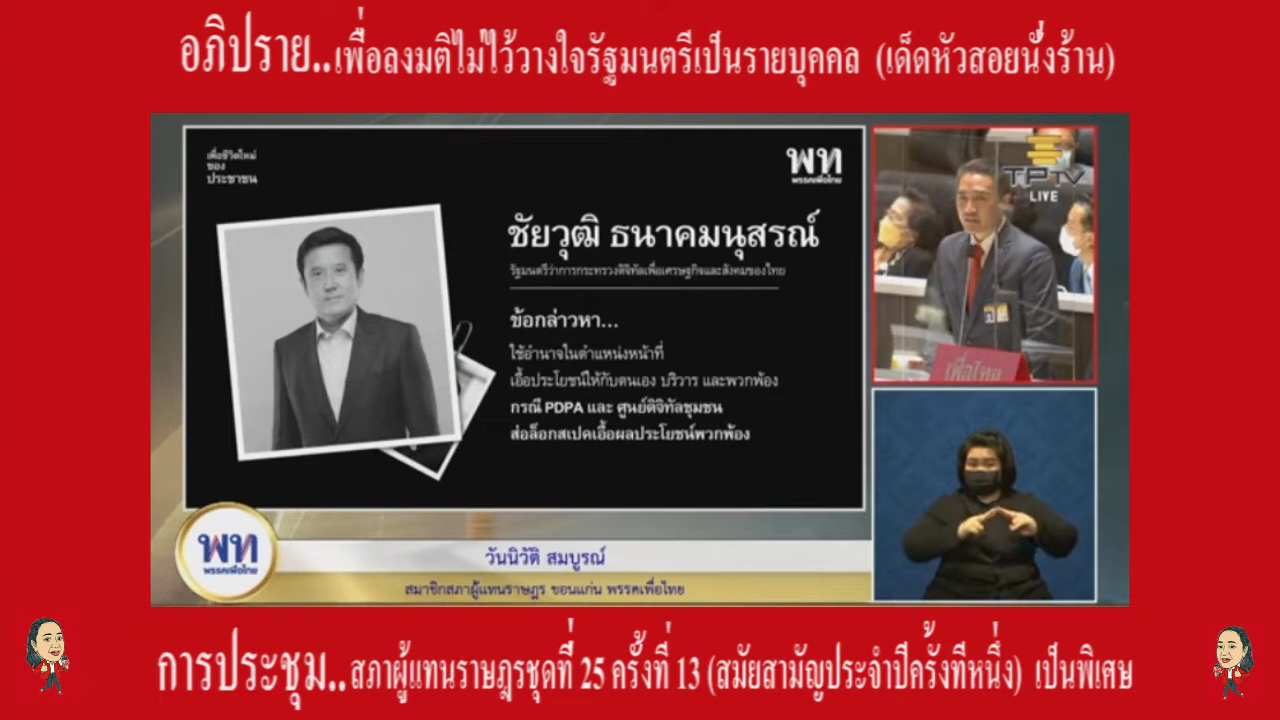 อภิปราย..เพื่อลงมติไม่ไว้วางใจรัฐมนตรีเป็นรายบุคคล (เด็ดหัวสอยนั่งร้าน)
เพื่อชีวิตใหม่
ของ
ประชาชน
พท
พรรคเพื่อไทย
ชัยวุฒิ ธนาคมนุสรณ์
รัฐมนตรีว่าการกระทรวงดิจิทัลเพื่อเศรษฐกิจและสังคมของไทย
ข้อกล่าวหา...
ใช้อำนาจในตำแหน่งหน้าที่
เอื้อประโยชน์ให้กับตนเอง บริวาร และพวกพ้อง
กรณี PDPA และ ศูนย์ดิจิทัลชุมชน
ส่อล็อกสเปคเอื้อผลประโยชน์พวกพ้อง
TPTV
LIVE
เพื่อไทย
พท
พรรคเพื่อไทย
วันนิวัติ สมบูรณ์
สมาชิกสภาผู้แทนราษฎร ขอนแก่น พรรคเพื่อไทย
การประชุม..สภาผู้แทนราษฎรชุดที่ 25 ครั้งที่ 13 (สมัยสามัญประจำปีครั้งที่หนึ่ง) เป็นพิเศษ